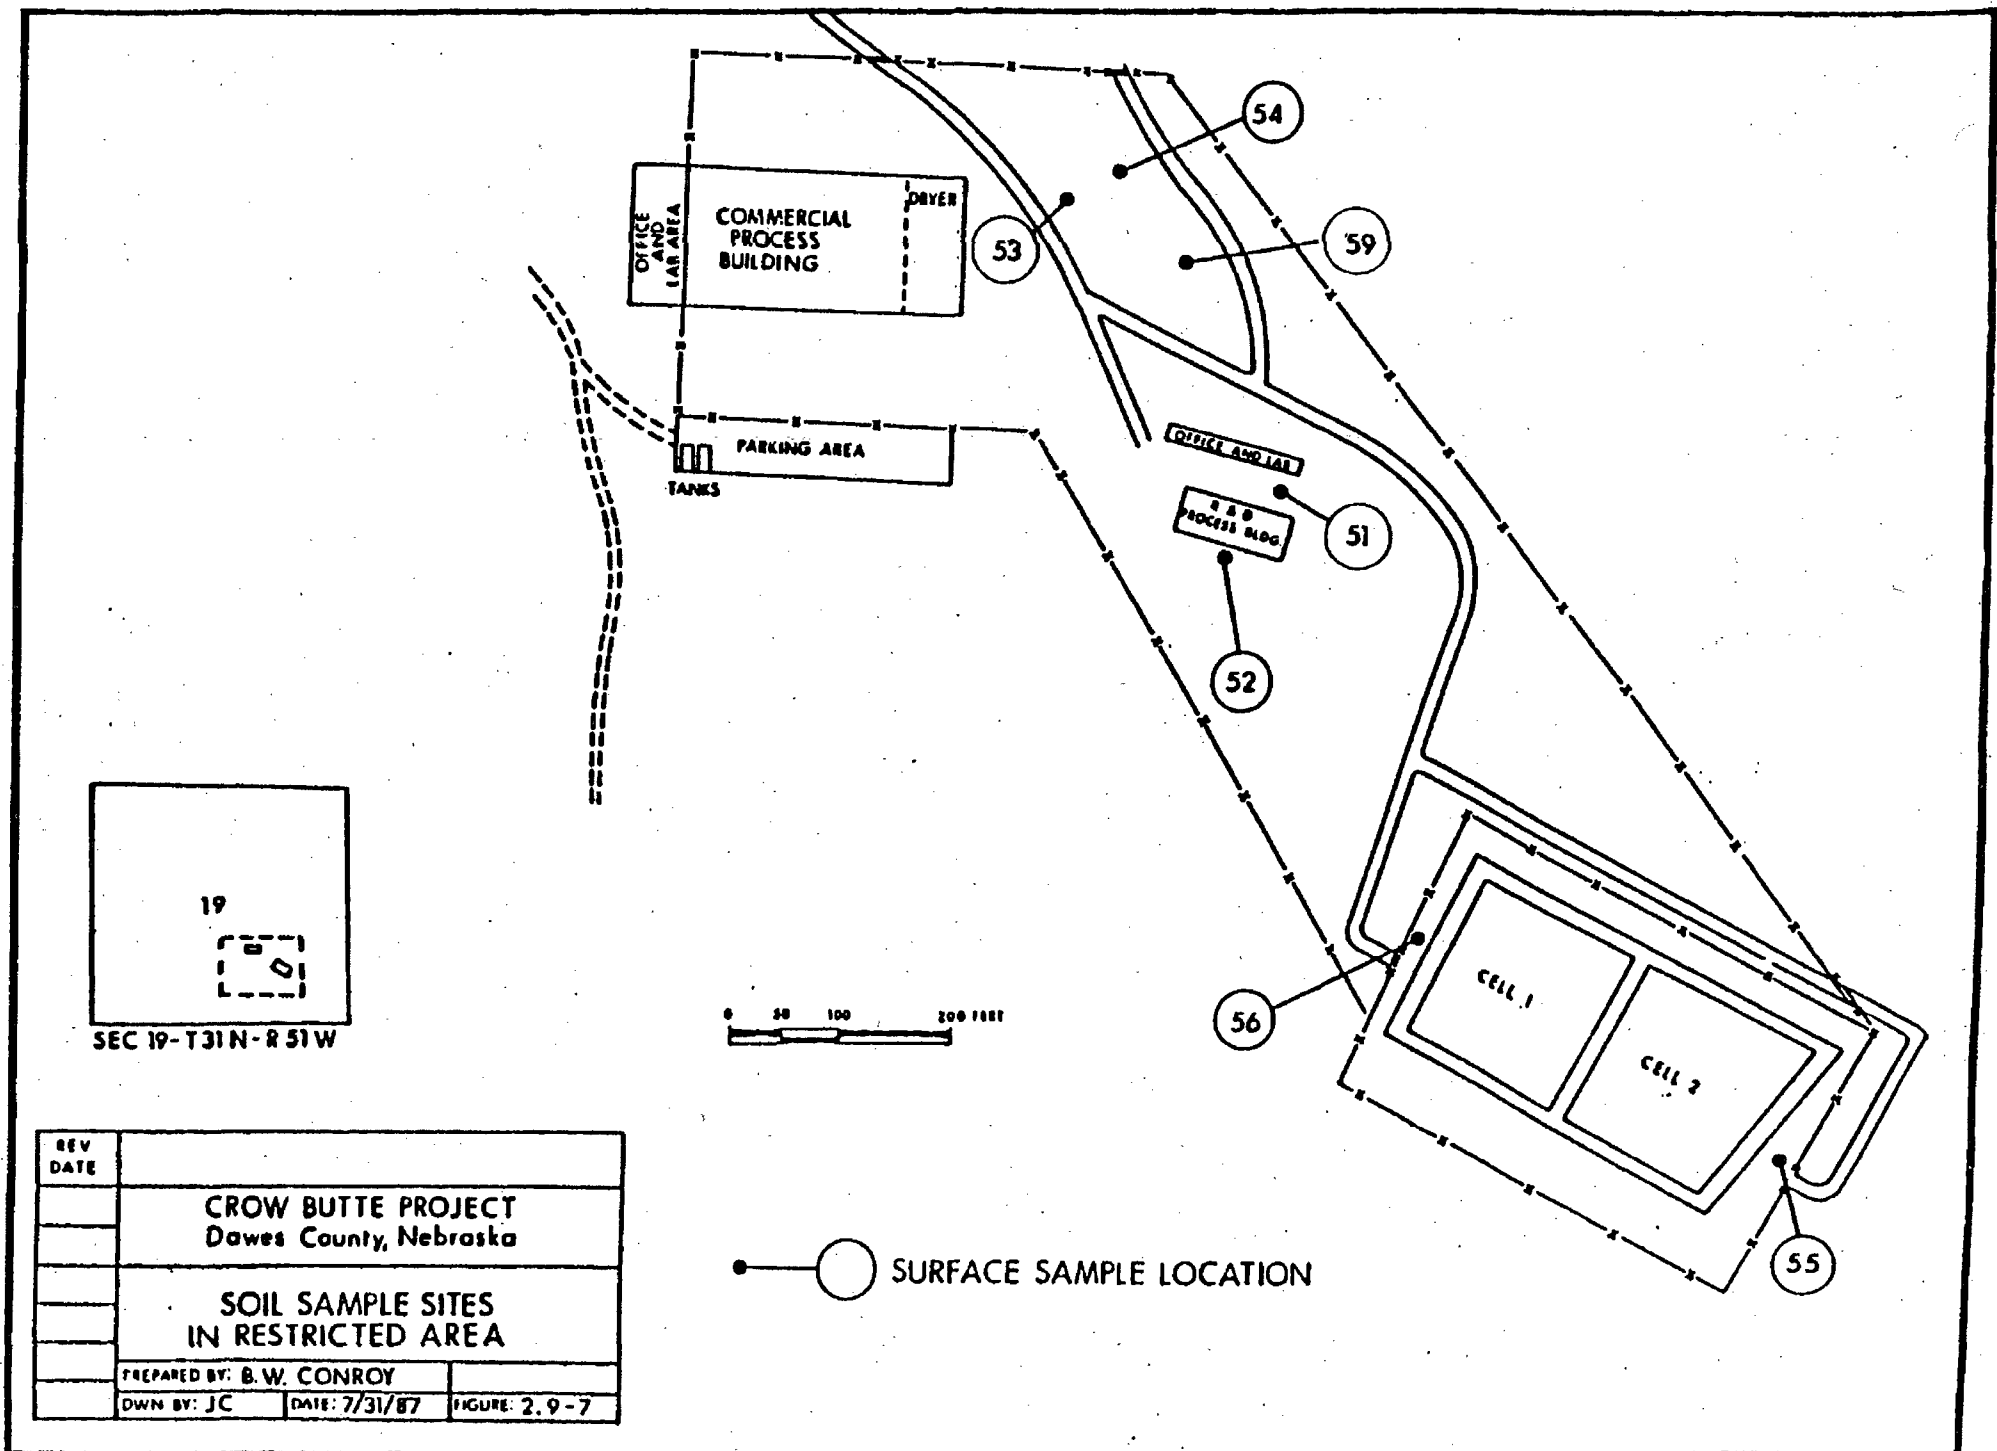 54
DRYER
OFFICE
AND
LAB AREA
COMMERCIAL
PROCESS
BUILDING
53
59
PARKING AREA
TANKS
OFFICE AND LAB
R & D
PROCESS BLDG.
51
52
19
SEC 19-T31N-R51W
0 50 100 200 FEET
56
CELL 1
CELL 2
55
REV
DATE
CROW BUTTE PROJECT
Dawes County, Nebraska
SOIL SAMPLE SITES
IN RESTRICTED AREA
PREPARED BY: B.W. CONROY
DWN BY: JC
DATE: 7/31/87
FIGURE: 2.9-7
SURFACE SAMPLE LOCATION